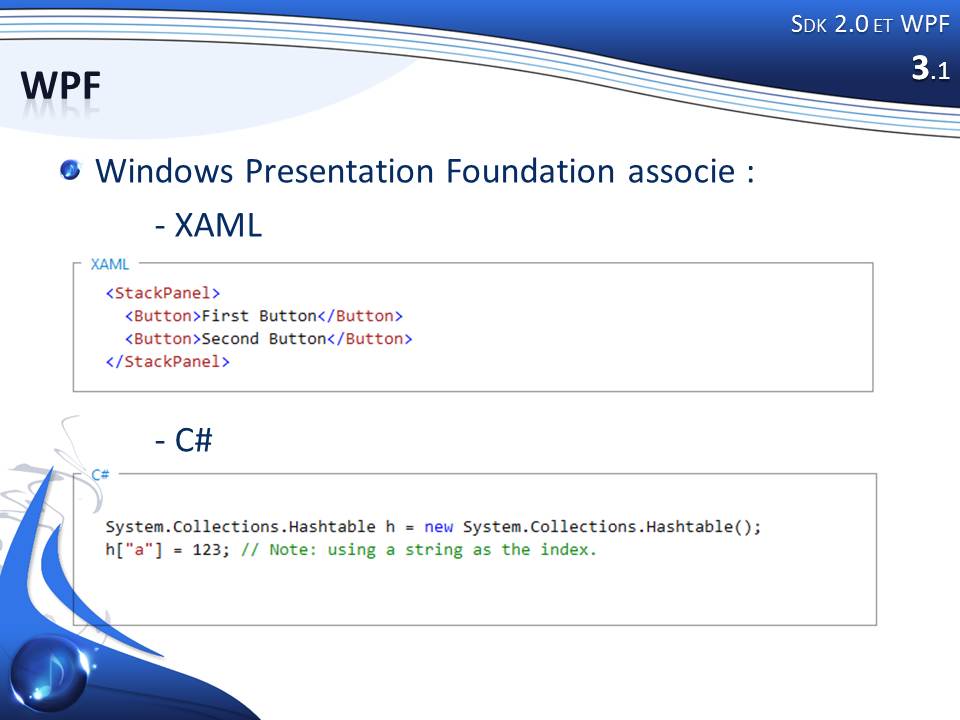 SDK 2.0 ET WPF
3.1
WPF
Windows Presentation Foundation associe :
- XAML
XAML
<StackPanel>
<Button>First Button</Button>
<Button>Second Button</Button>
</StackPanel>
- C#
C#
System.Collections.Hashtable h = new System.Collections.Hashtable();
h["a"] = 123; // Note: using a string as the index.